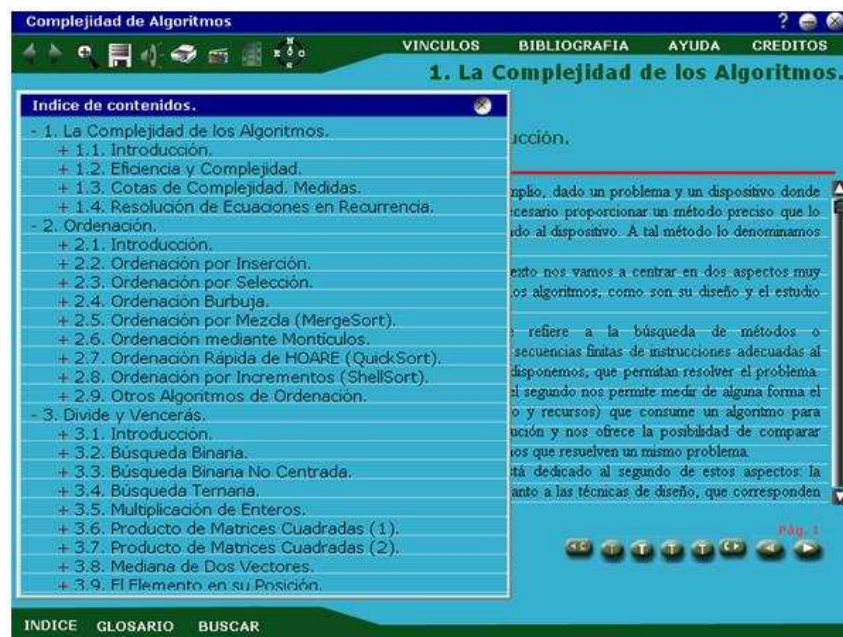 Complejidad de Algoritmos
?
VINCULOS BIBLIOGRAFIA AYUDA CREDITOS
1. La Complejidad de los Algoritmos.
Indice de contenidos.
- 1. La Complejidad de los Algoritmos.
+ 1.1. Introducción.
+ 1.2. Eficiencia y Complejidad.
+ 1.3. Cotas de Complejidad. Medidas.
+ 1.4. Resolución de Ecuaciones en Recurrencia.
- 2. Ordenación.
+ 2.1. Introducción.
+ 2.2. Ordenación por Inserción.
+ 2.3. Ordenación por Selección.
+ 2.4. Ordenación Burbuja.
+ 2.5. Ordenación por Mezcla (MergeSort).
+ 2.6. Ordenación mediante Montículos.
+ 2.7. Ordenación Rápida de HOARE (QuickSort).
+ 2.8. Ordenación por Incrementos (ShellSort).
+ 2.9. Otros Algoritmos de Ordenación.
- 3. Divide y Vencerás.
+ 3.1. Introducción.
+ 3.2. Búsqueda Binaria.
+ 3.3. Búsqueda Binaria No Centrada.
+ 3.4. Búsqueda Ternaria.
+ 3.5. Multiplicación de Enteros.
+ 3.6. Producto de Matrices Cuadradas (1).
+ 3.7. Producto de Matrices Cuadradas (2).
+ 3.8. Mediana de Dos Vectores.
+ 3.9. El Elemento en su Posición.
ucción.
mplio, dado un problema y un dispositivo donde
cesario proporcionar un método preciso que lo
do al dispositivo. A tal método lo denominamos
exto nos vamos a centrar en dos aspectos muy
os algoritmos, como son su diseño y el estudio
e refiere a la búsqueda de métodos o
secuencias finitas de instrucciones adecuadas al
disponemos, que permitan resolver el problema.
el segundo nos permite medir de alguna forma el
o y recursos) que consume un algoritmo para
ución y nos ofrece la posibilidad de comparar
os que resuelven un mismo problema.
stá dedicado al segundo de estos aspectos: la
anto a las técnicas de diseño, que corresponden
Pág. 1
INDICE GLOSARIO BUSCAR